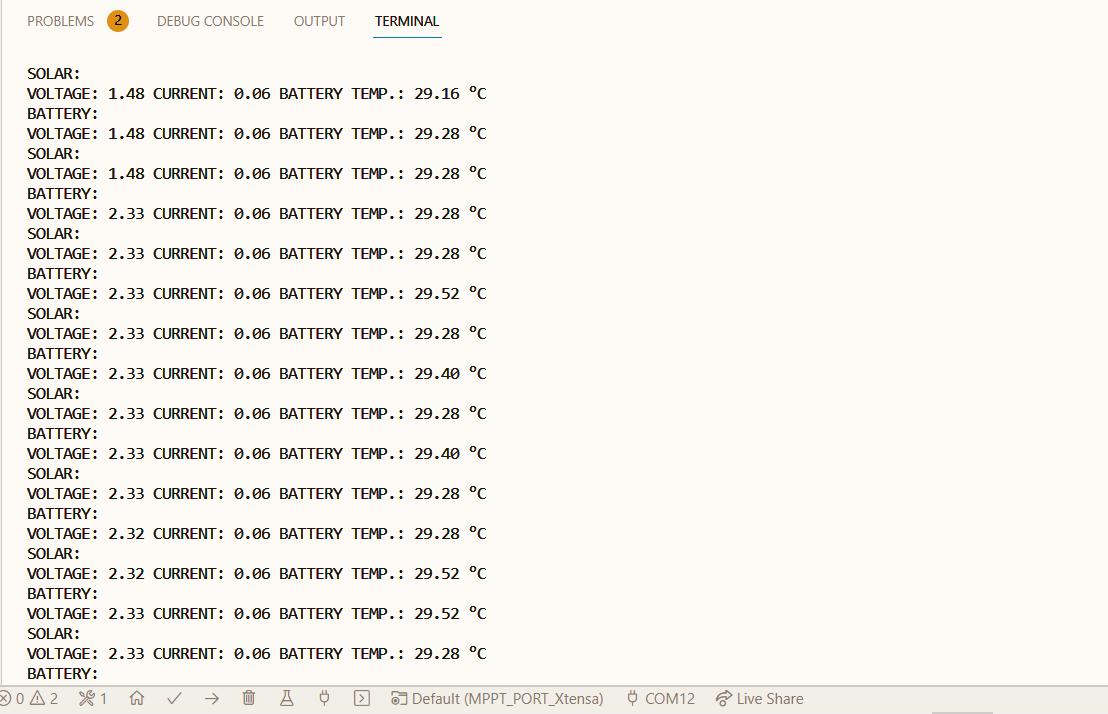 PROBLEMS 2 DEBUG CONSOLE OUTPUT TERMINAL
SOLAR:
VOLTAGE: 1.48 CURRENT: 0.06 BATTERY TEMP.: 29.16 ºC
BATTERY:
VOLTAGE: 1.48 CURRENT: 0.06 BATTERY TEMP.: 29.28 ºC
SOLAR:
VOLTAGE: 1.48 CURRENT: 0.06 BATTERY TEMP.: 29.28 ºC
BATTERY:
VOLTAGE: 2.33 CURRENT: 0.06 BATTERY TEMP.: 29.28 ºC
SOLAR:
VOLTAGE: 2.33 CURRENT: 0.06 BATTERY TEMP.: 29.28 ºC
BATTERY:
VOLTAGE: 2.33 CURRENT: 0.06 BATTERY TEMP.: 29.52 ºC
SOLAR:
VOLTAGE: 2.33 CURRENT: 0.06 BATTERY TEMP.: 29.28 ºC
BATTERY:
VOLTAGE: 2.33 CURRENT: 0.06 BATTERY TEMP.: 29.40 ºC
SOLAR:
VOLTAGE: 2.33 CURRENT: 0.06 BATTERY TEMP.: 29.28 ºC
BATTERY:
VOLTAGE: 2.33 CURRENT: 0.06 BATTERY TEMP.: 29.40 ºC
SOLAR:
VOLTAGE: 2.33 CURRENT: 0.06 BATTERY TEMP.: 29.28 ºC
BATTERY:
VOLTAGE: 2.32 CURRENT: 0.06 BATTERY TEMP.: 29.28 ºC
SOLAR:
VOLTAGE: 2.32 CURRENT: 0.06 BATTERY TEMP.: 29.52 ºC
BATTERY:
VOLTAGE: 2.33 CURRENT: 0.06 BATTERY TEMP.: 29.52 ºC
SOLAR:
VOLTAGE: 2.33 CURRENT: 0.06 BATTERY TEMP.: 29.28 ºC
BATTERY:
0 2 1 Default (MPPT_PORT_Xtensa) COM12 Live Share